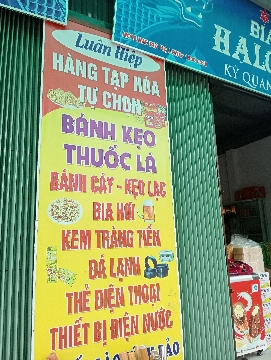 Luân Hiệp
HÀNG TẠP HÓA
TỰ CHỌN
BÁNH KẸO
THUỐC LÁ
BÁNH CÁY - KẸO LẠC
BIA HƠI
KEM TRÀNG TIỀN
ĐÁ LẠNH
THẺ ĐIỆN THOẠI
THIẾT BỊ ĐIỆN NƯỚC
BIA
HALO
KỲ QUAN